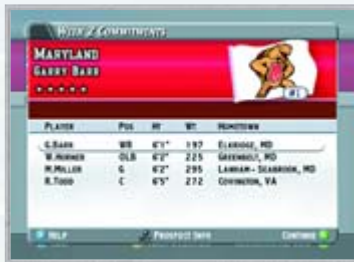 WEEK 2 COMMITMENTS
MARYLAND
GARRY BARR
#1
PLAYER POS HT WT. HOMETOWN
G.BARR WR 6'1" 197 ELKRIDGE, MD
W.HORNER OLB 6'2" 225 GREENBELT, MD
M.MILLER G 6'2" 295 LANHAM - SEABROOK, MD
R.TODD C 6'5" 272 COVINGTON, VA
HELP PROSPECT INFO CONTINUE